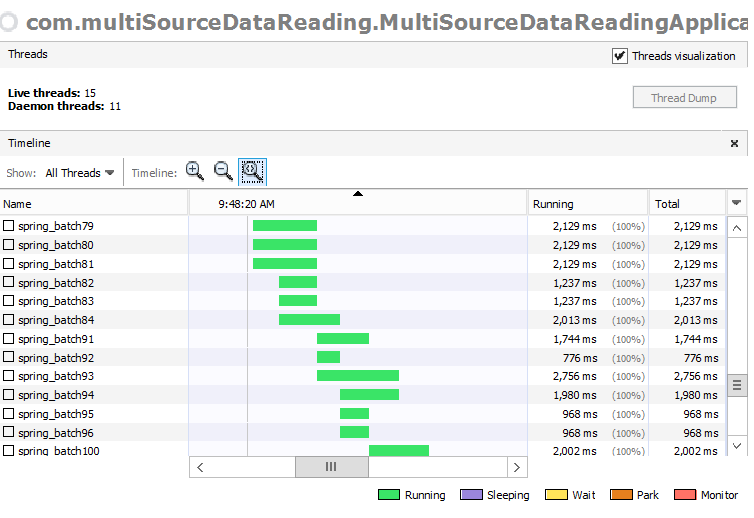 com.multiSourceDataReading.MultiSourceDataReadingApplica
Threads
Threads visualization
Live threads: 15
Daemon threads: 11
Thread Dump
Timeline
Show: All Threads Timeline:
Name 9:48:20 AM Running Total
spring_batch79 2,129 ms (100%) 2,129 ms
spring_batch80 2,129 ms (100%) 2,129 ms
spring_batch81 2,129 ms (100%) 2,129 ms
spring_batch82 1,237 ms (100%) 1,237 ms
spring_batch83 1,237 ms (100%) 1,237 ms
spring_batch84 2,013 ms (100%) 2,013 ms
spring_batch91 1,744 ms (100%) 1,744 ms
spring_batch92 776 ms (100%) 776 ms
spring_batch93 2,756 ms (100%) 2,756 ms
spring_batch94 1,980 ms (100%) 1,980 ms
spring_batch95 968 ms (100%) 968 ms
spring_batch96 968 ms (100%) 968 ms
spring_batch100 2,002 ms (100%) 2,002 ms
Running Sleeping Wait Park Monitor